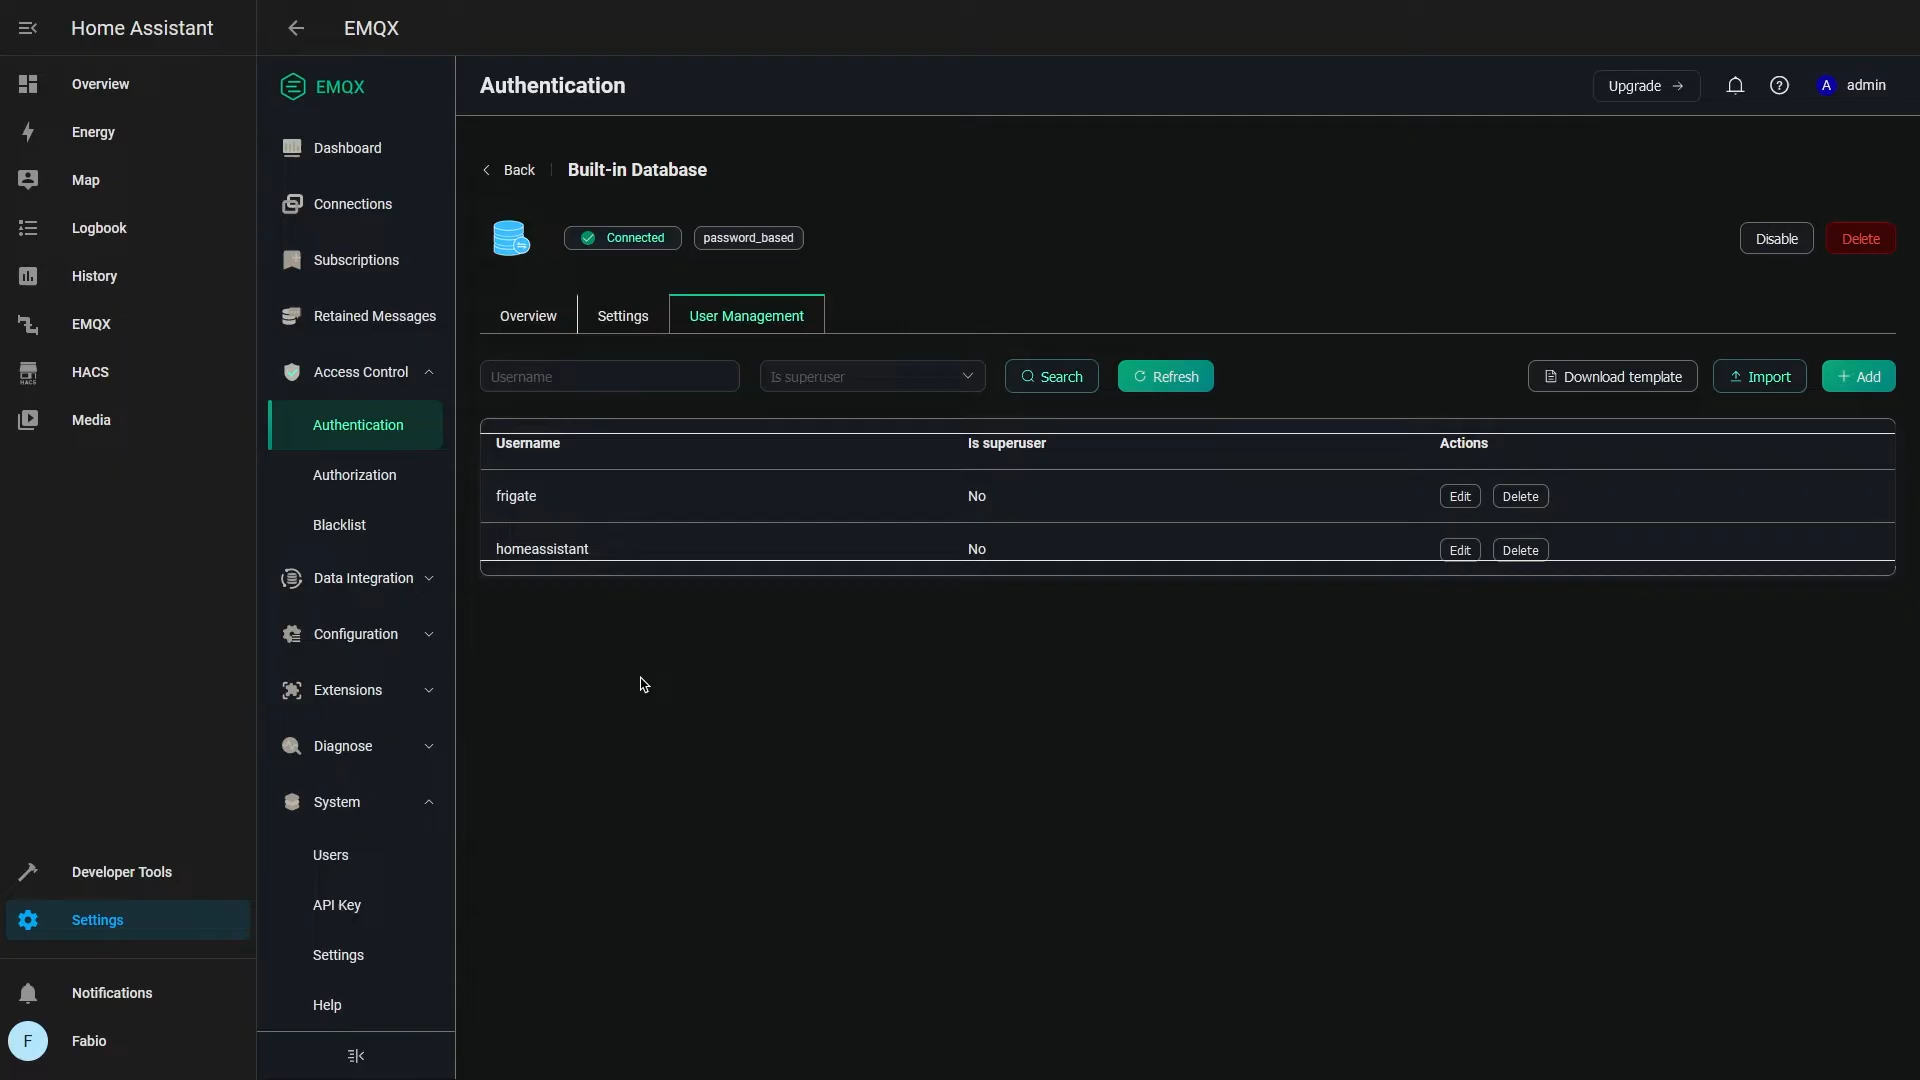 Home Assistant
Overview
Energy
Map
Logbook
History
EMQX
HACS
HACS
Media
Developer Tools
Settings
Notifications
F
Fabio
EMQX
EMQX
Dashboard
Connections
Subscriptions
Retained Messages
Access Control
Authentication
Authorization
Blacklist
Data Integration
Configuration
Extensions
Diagnose
System
Users
API Key
Settings
Help
Authentication
Upgrade →
?
A admin
Back
Built-in Database
Connected
password_based
Disable
Delete
Overview
Settings
User Management
Username
Is superuser
Search
Refresh
Download template
Import
+ Add
Username Is superuser Actions
frigate No Edit Delete
homeassistant No Edit Delete